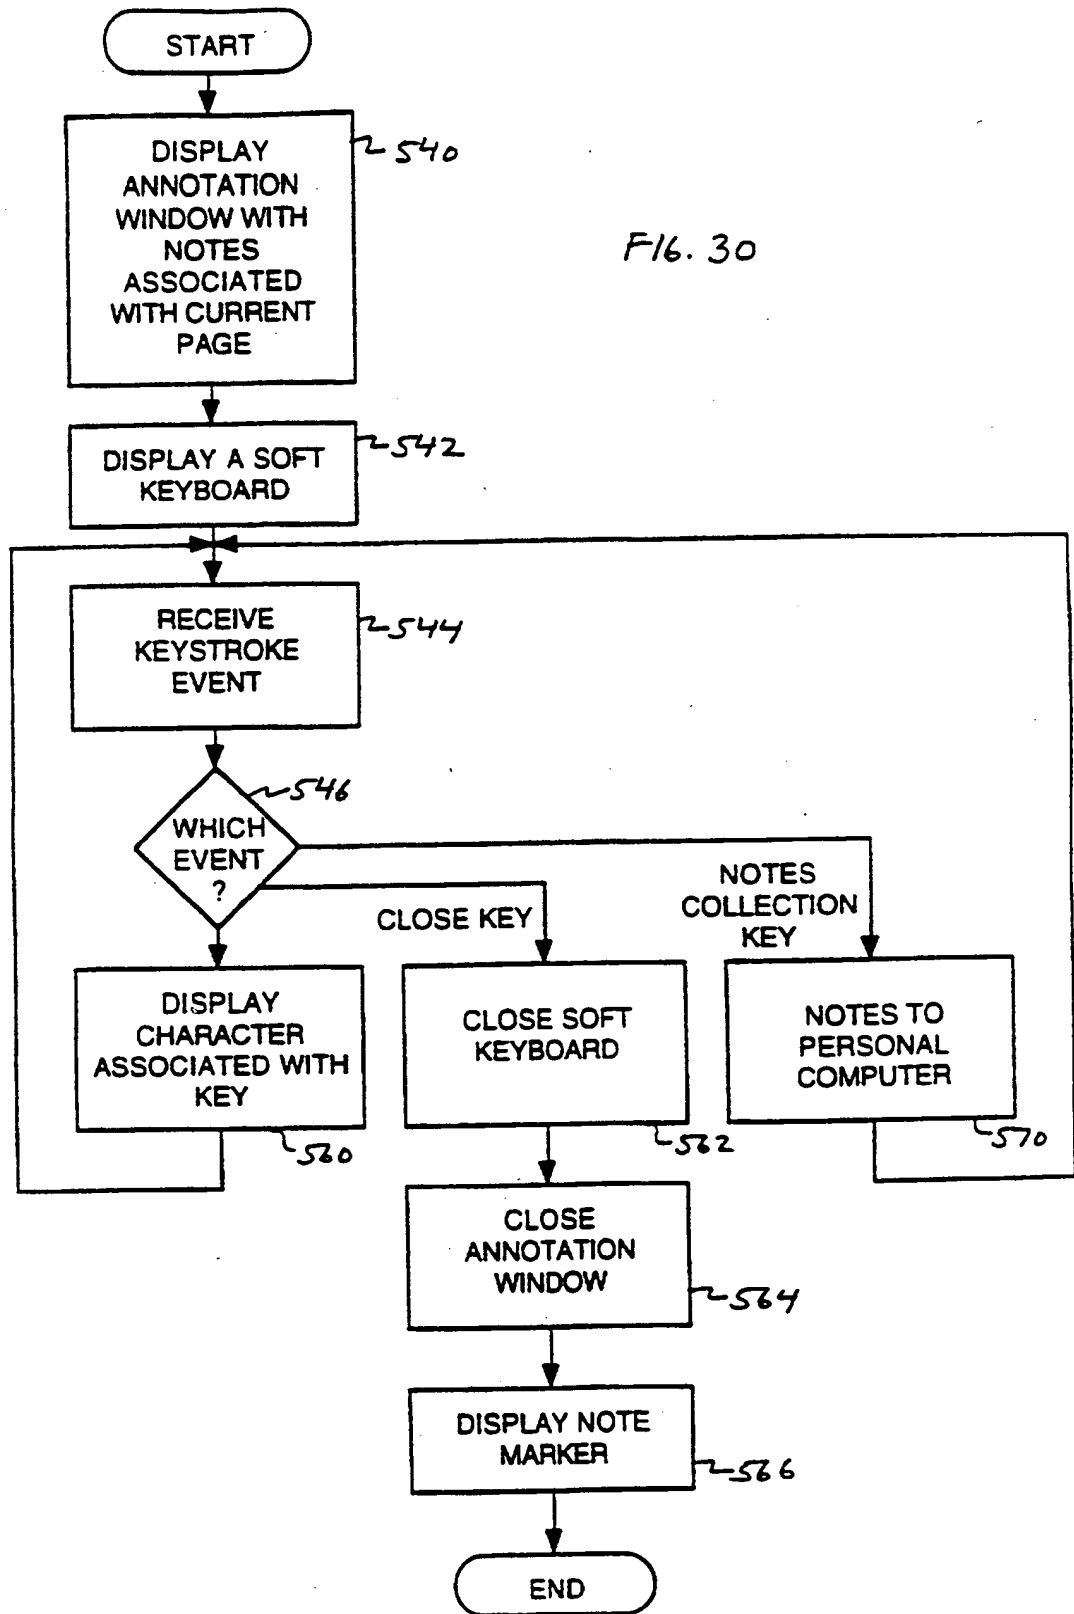 START
DISPLAY
ANNOTATION
WINDOW WITH
NOTES
ASSOCIATED
WITH CURRENT
PAGE
540
FIG. 30
DISPLAY A SOFT
KEYBOARD
542
RECEIVE
KEYSTROKE
EVENT
544
WHICH
EVENT
?
546
CLOSE KEY
NOTES
COLLECTION
KEY
DISPLAY
CHARACTER
ASSOCIATED WITH
KEY
560
CLOSE SOFT
KEYBOARD
562
NOTES TO
PERSONAL
COMPUTER
570
CLOSE
ANNOTATION
WINDOW
564
DISPLAY NOTE
MARKER
566
END